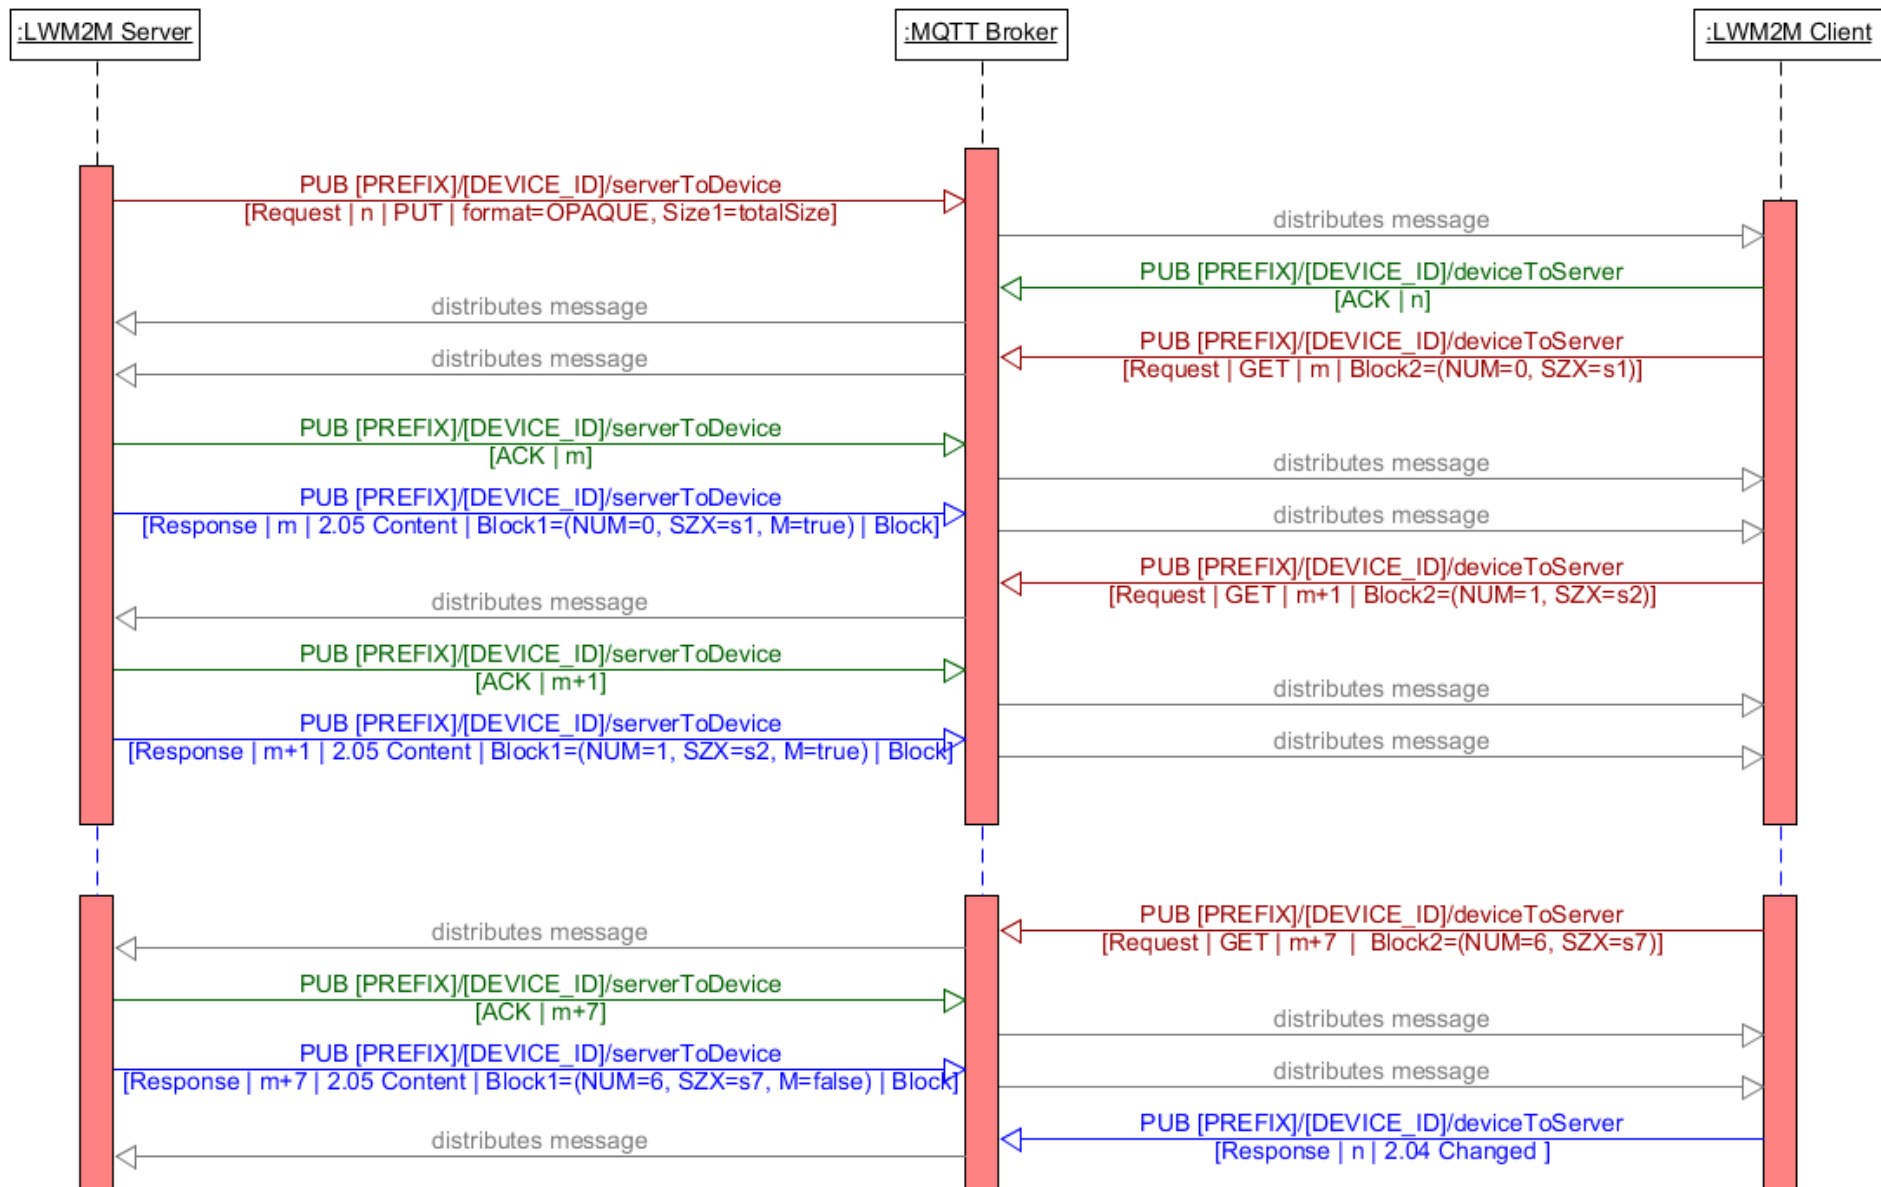 :LWM2M Server
:MQTT Broker
:LWM2M Client
PUB [PREFIX]/[DEVICE_ID]/serverToDevice
[Request | n | PUT | format=OPAQUE, Size1=totalSize]
distributes message
PUB [PREFIX]/[DEVICE_ID]/deviceToServer
[ACK | n]
distributes message
PUB [PREFIX]/[DEVICE_ID]/deviceToServer
[Request | GET | m | Block2=(NUM=0, SZX=s1)]
distributes message
PUB [PREFIX]/[DEVICE_ID]/serverToDevice
[ACK | m]
distributes message
PUB [PREFIX]/[DEVICE_ID]/serverToDevice
[Response | m | 2.05 Content | Block1=(NUM=0, SZX=s1, M=true) | Block]
distributes message
PUB [PREFIX]/[DEVICE_ID]/deviceToServer
[Request | GET | m+1 | Block2=(NUM=1, SZX=s2)]
distributes message
PUB [PREFIX]/[DEVICE_ID]/serverToDevice
[ACK | m+1]
distributes message
PUB [PREFIX]/[DEVICE_ID]/serverToDevice
[Response | m+1 | 2.05 Content | Block1=(NUM=1, SZX=s2, M=true) | Block]
distributes message
PUB [PREFIX]/[DEVICE_ID]/deviceToServer
[Request | GET | m+7 | Block2=(NUM=6, SZX=s7)]
distributes message
PUB [PREFIX]/[DEVICE_ID]/serverToDevice
[ACK | m+7]
distributes message
PUB [PREFIX]/[DEVICE_ID]/serverToDevice
[Response | m+7 | 2.05 Content | Block1=(NUM=6, SZX=s7, M=false) | Block]
distributes message
PUB [PREFIX]/[DEVICE_ID]/deviceToServer
[Response | n | 2.04 Changed ]
distributes message